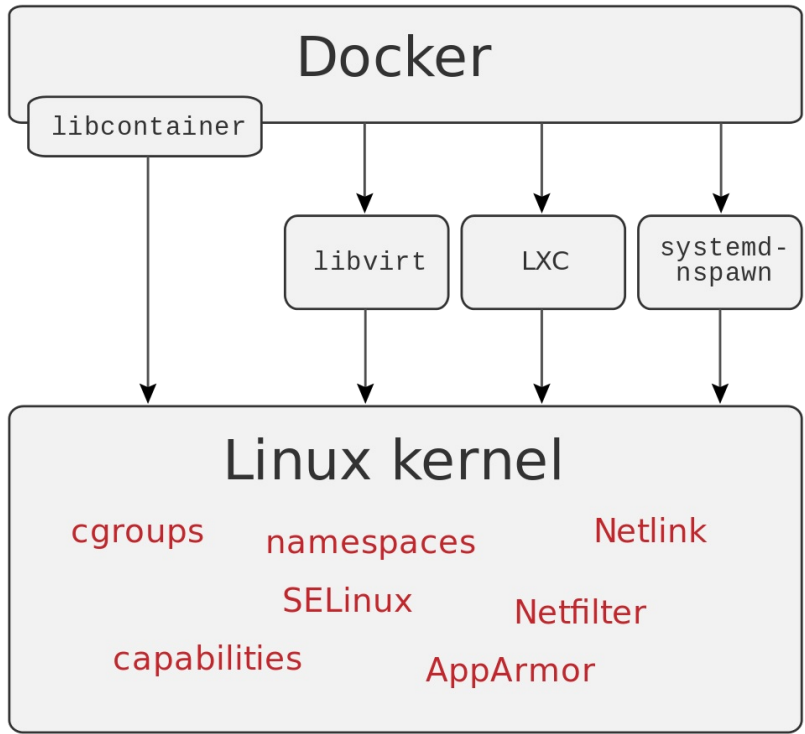 Docker
libcontainer
libvirt
LXC
systemd-
nspawn
Linux kernel
cgroups
namespaces
Netlink
SELinux
Netfilter
capabilities
AppArmor